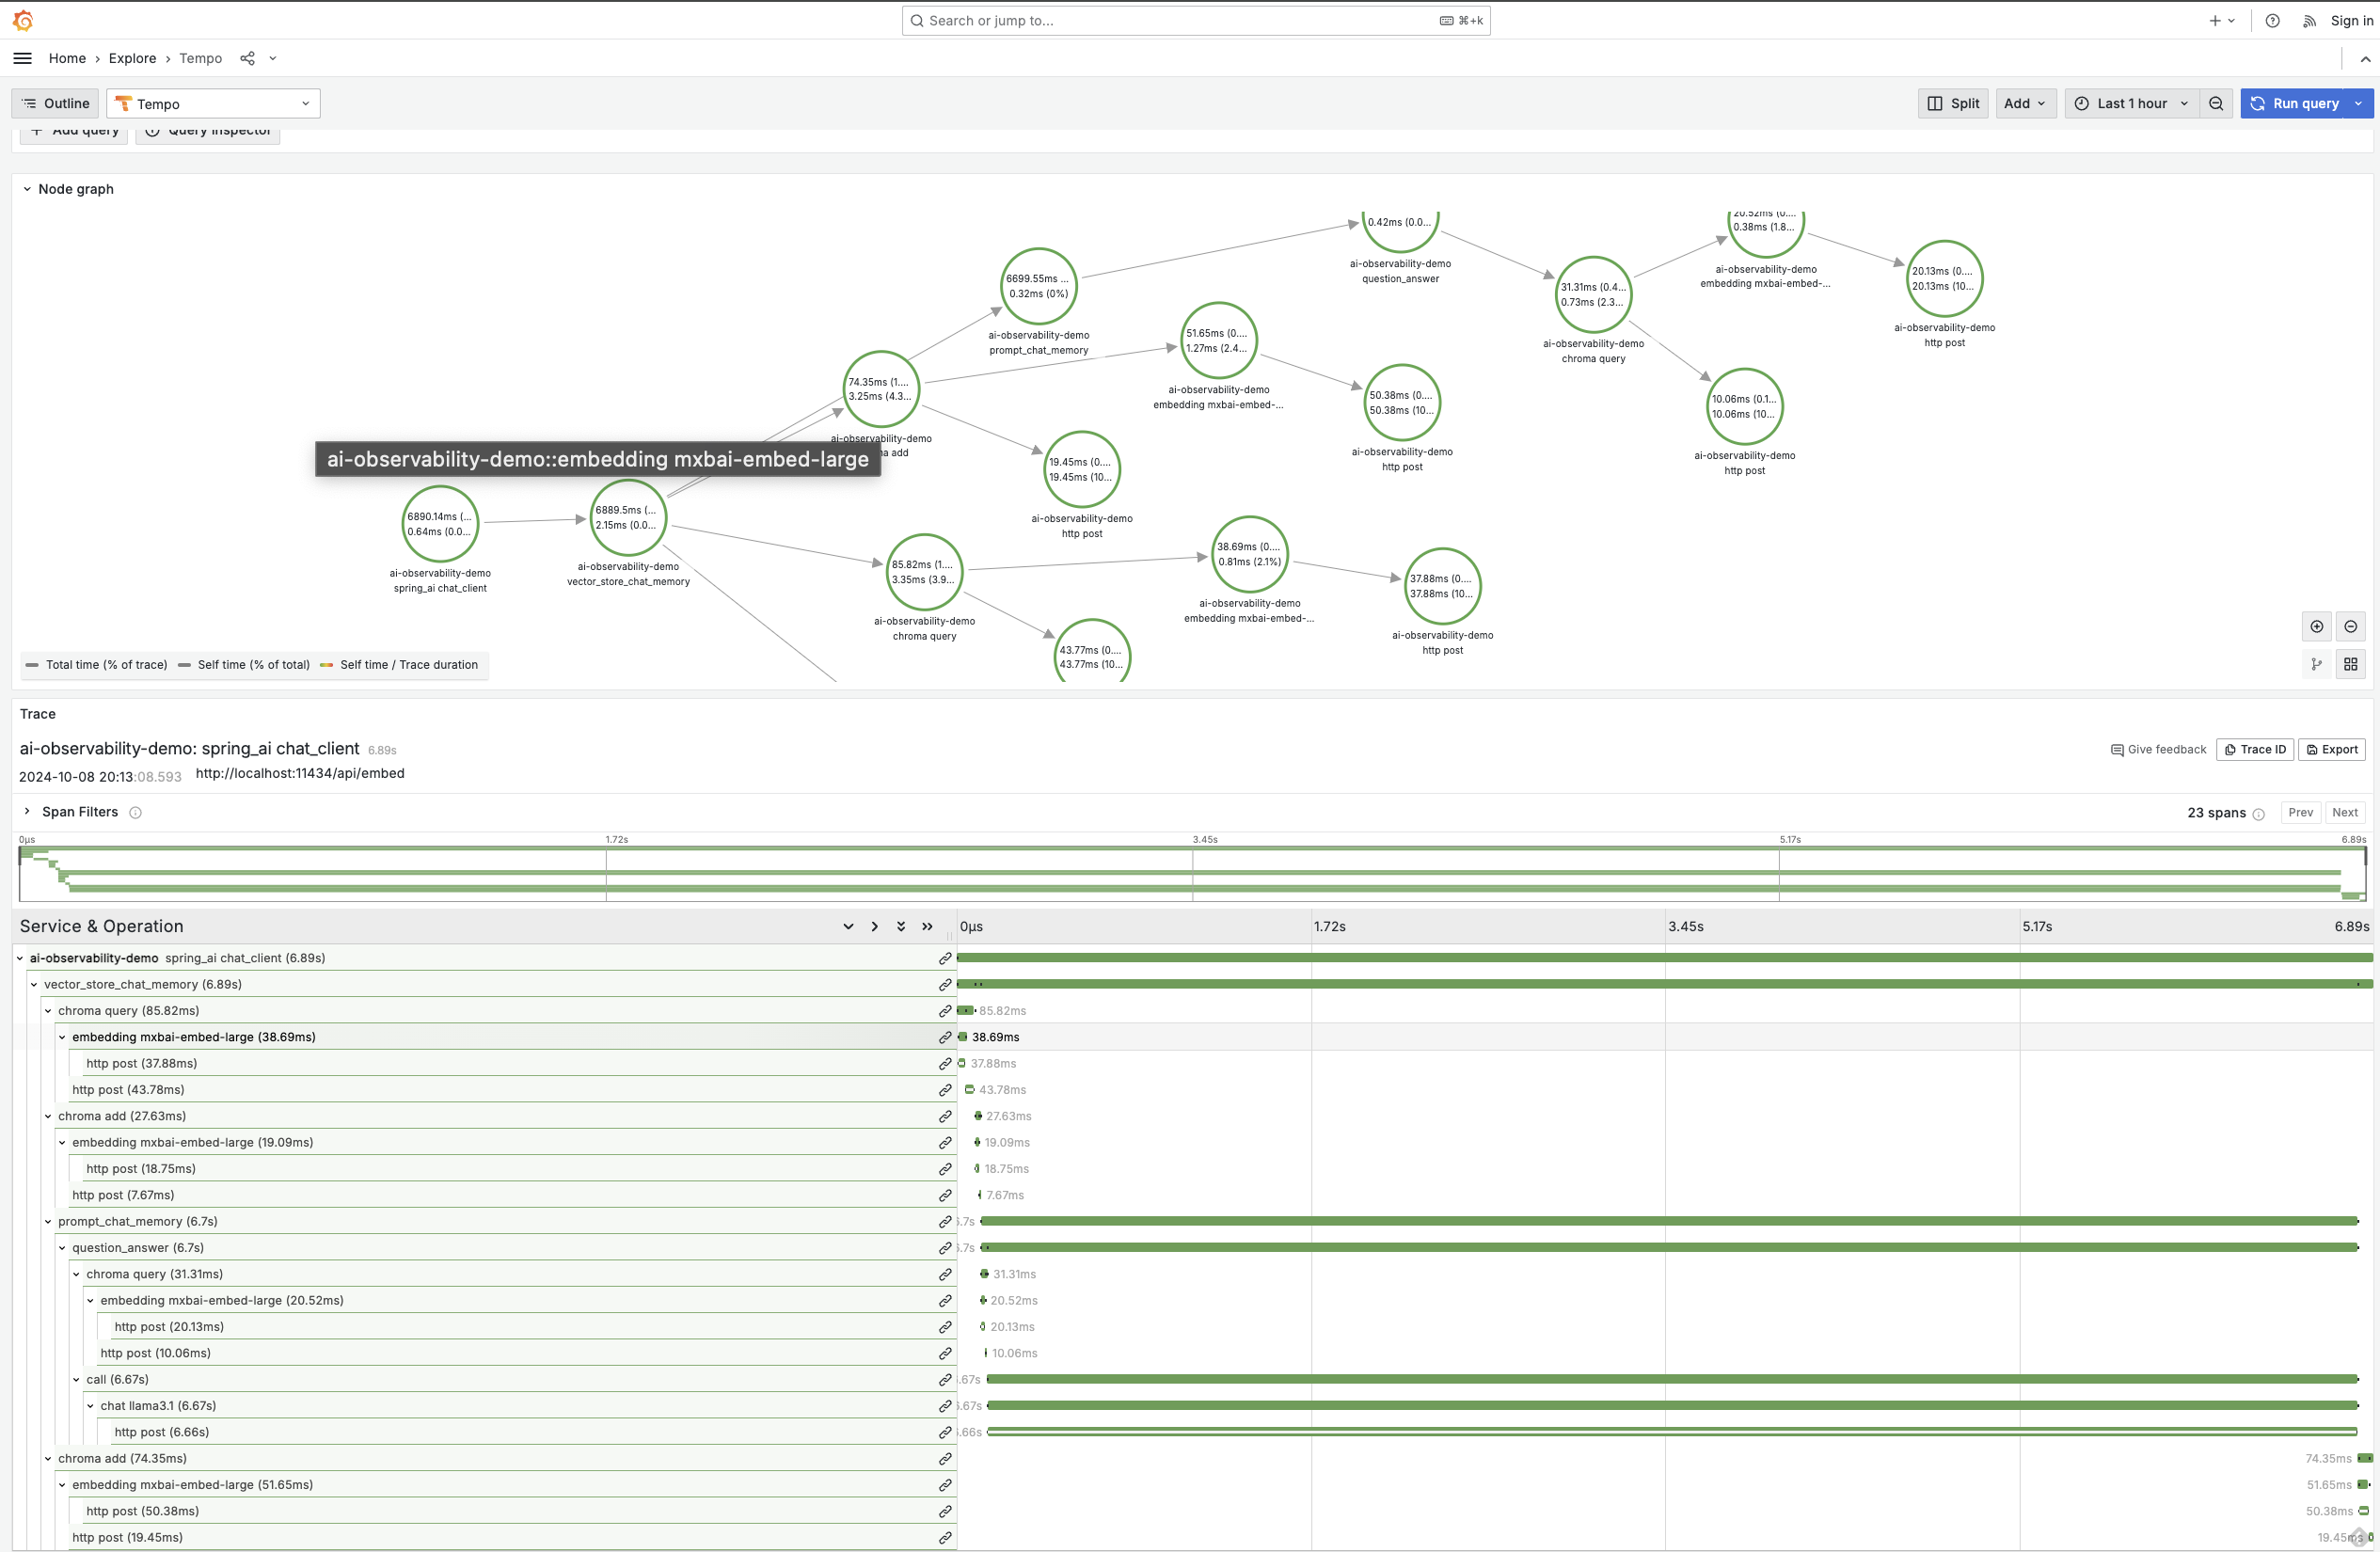 Search or jump to...
⌘+k
Sign in
Home › Explore › Tempo
Outline
Tempo
Split
Add
Last 1 hour
Run query
Add query
Query inspector
Node graph
0.42ms (0.0...
ai-observability-demo
question_answer
20.52ms (0....
0.38ms (1.8...
ai-observability-demo
embedding mxbai-embed-...
20.13ms (0....
20.13ms (10...
ai-observability-demo
http post
6699.55ms ...
0.32ms (0%)
ai-observability-demo
prompt_chat_memory
31.31ms (0.4...
0.73ms (2.3...
ai-observability-demo
chroma query
51.65ms (0....
1.27ms (2.4...
ai-observability-demo
embedding mxbai-embed-...
74.35ms (1....
3.25ms (4.3...
ai-observability-demo
add
50.38ms (0....
50.38ms (10...
ai-observability-demo
http post
10.06ms (0.1...
10.06ms (10...
ai-observability-demo
http post
ai-observability-demo::embedding mxbai-embed-large
19.45ms (0....
19.45ms (10...
ai-observability-demo
http post
6890.14ms (...
0.64ms (0.0...
ai-observability-demo
spring_ai chat_client
6889.5ms (...
2.15ms (0.0...
ai-observability-demo
vector_store_chat_memory
85.82ms (1....
3.35ms (3.9...
ai-observability-demo
chroma query
38.69ms (0....
0.81ms (2.1%)
ai-observability-demo
embedding mxbai-embed-...
37.88ms (0....
37.88ms (10...
ai-observability-demo
http post
43.77ms (0....
43.77ms (10...
Total time (% of trace)
Self time (% of total)
Self time / Trace duration
Trace
ai-observability-demo: spring_ai chat_client 6.89s
Give feedback
Trace ID
Export
2024-10-08 20:13:08.593 http://localhost:11434/api/embed
Span Filters
23 spans
Prev
Next
0μs 1.72s 3.45s 5.17s 6.89s
Service & Operation
0μs 1.72s 3.45s 5.17s 6.89s
ai-observability-demo spring_ai chat_client (6.89s)
vector_store_chat_memory (6.89s)
chroma query (85.82ms) 85.82ms
embedding mxbai-embed-large (38.69ms) 38.69ms
http post (37.88ms) 37.88ms
http post (43.78ms) 43.78ms
chroma add (27.63ms) 27.63ms
embedding mxbai-embed-large (19.09ms) 19.09ms
http post (18.75ms) 18.75ms
http post (7.67ms) 7.67ms
prompt_chat_memory (6.7s) .7s
question_answer (6.7s) .7s
chroma query (31.31ms) 31.31ms
embedding mxbai-embed-large (20.52ms) 20.52ms
http post (20.13ms) 20.13ms
http post (10.06ms) 10.06ms
call (6.67s) .67s
chat llama3.1 (6.67s) .67s
http post (6.66s) .66s
chroma add (74.35ms) 74.35ms
embedding mxbai-embed-large (51.65ms) 51.65ms
http post (50.38ms) 50.38ms
http post (19.45ms) 19.45ms